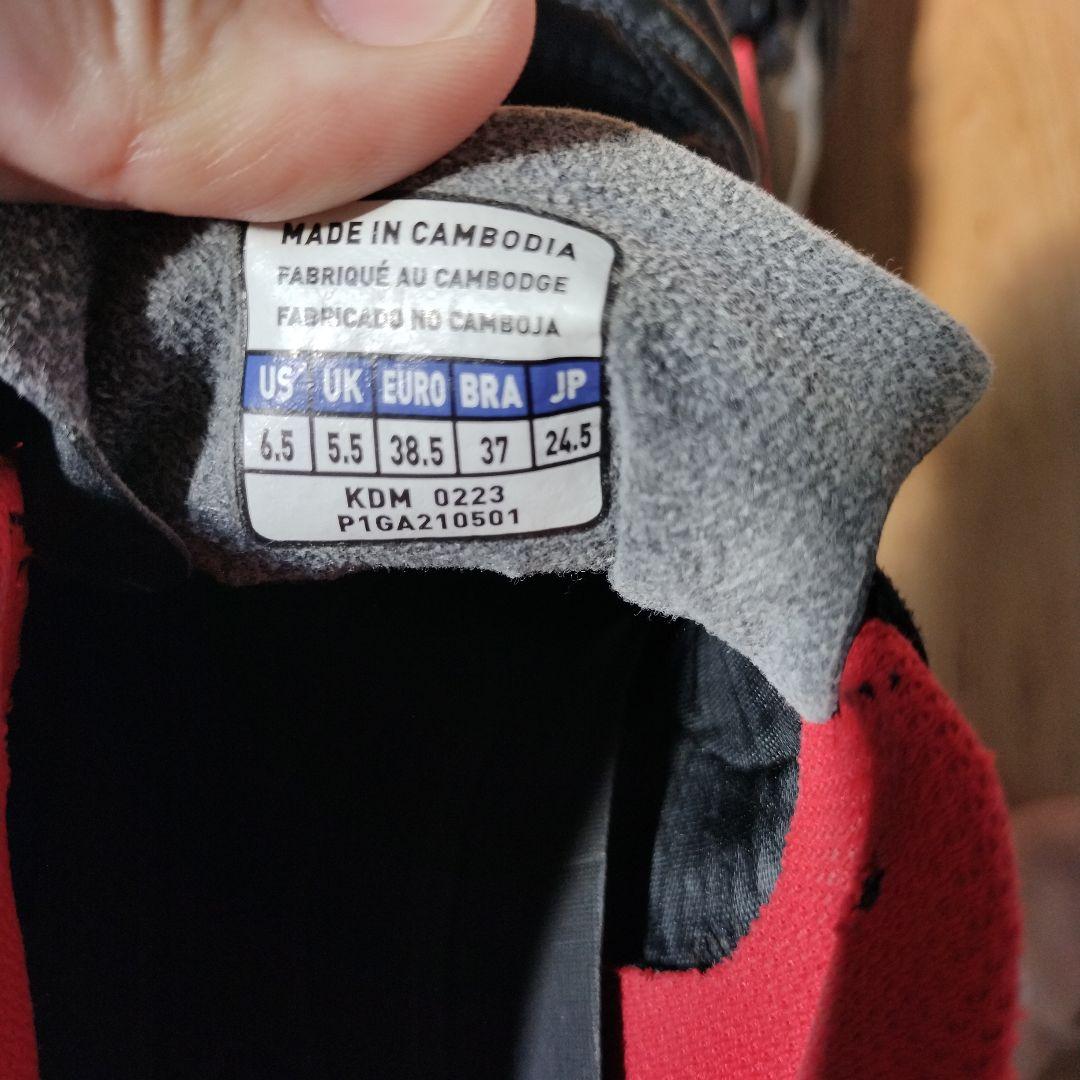 MADE IN CAMBODIA
FABRIQUÉ AU CAMBODGE
FABRICADO NO CAMBOJA
US UK EURO BRA JP
6.5 5.5 38.5 37 24.5
KDM 0223
P1GA210501